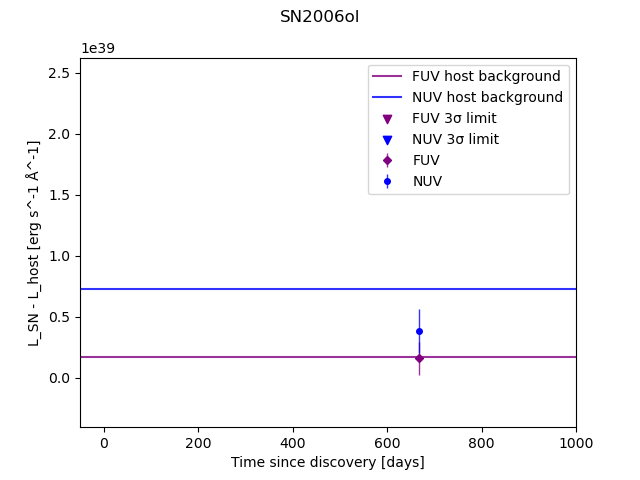 SN2006ol
1e39
2.5
2.0
1.5
1.0
0.5
0.0
L_SN - L_host [erg s^-1 Å^-1]
FUV host background
NUV host background
FUV 3σ limit
NUV 3σ limit
FUV
NUV
0 200 400 600 800 1000
Time since discovery [days]